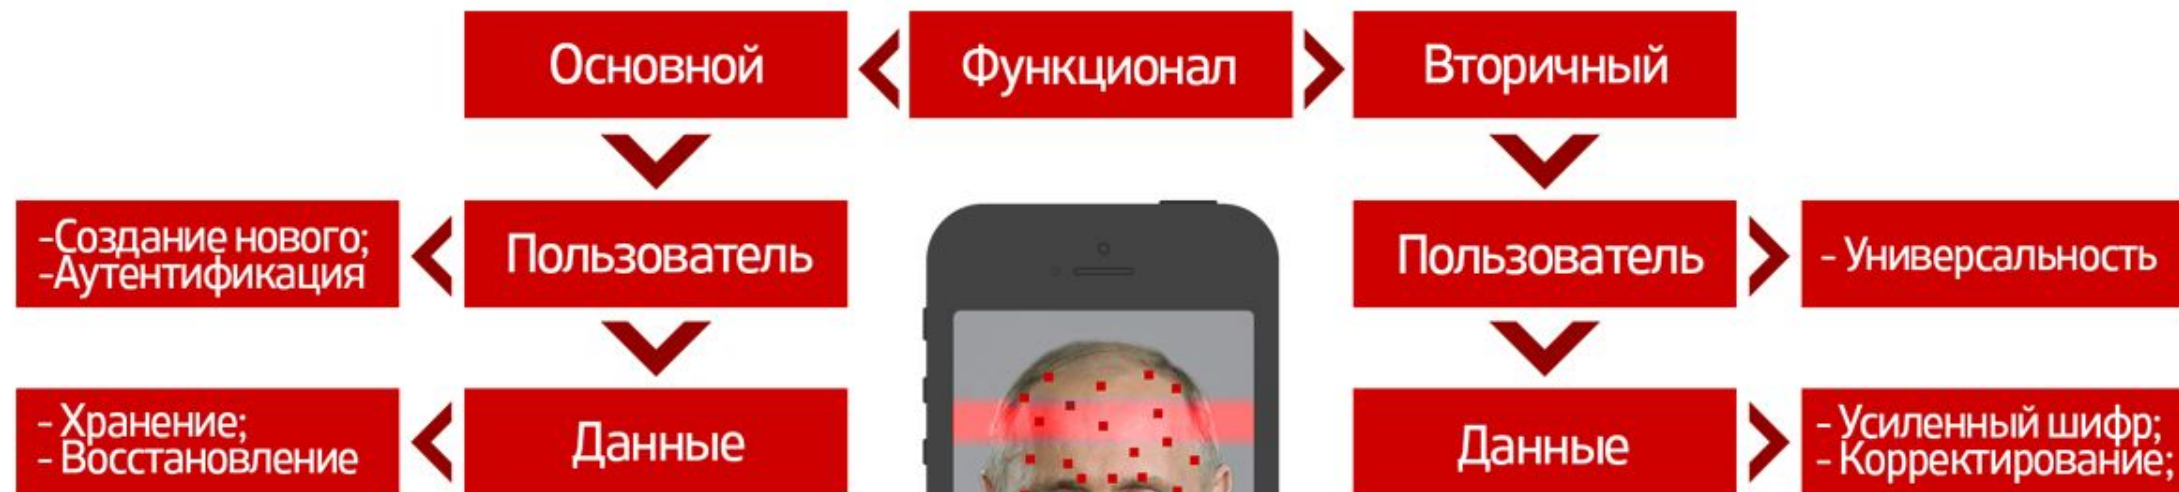 Основной
Функционал
Вторичный
-Создание нового;
-Аутентификация
Пользователь
Пользователь
- Универсальность
- Хранение;
- Восстановление
Данные
Данные
- Усиленный шифр;
- Корректирование;